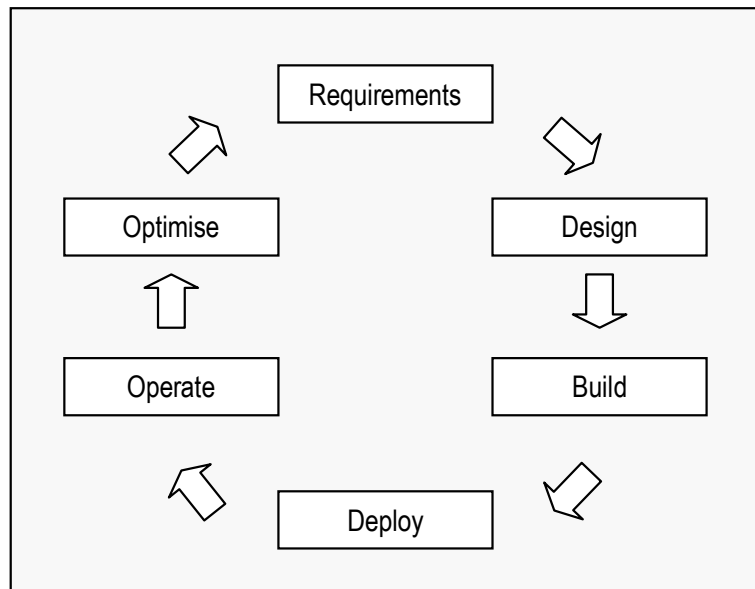 Requirements
Optimise
Design
Operate
Build
Deploy